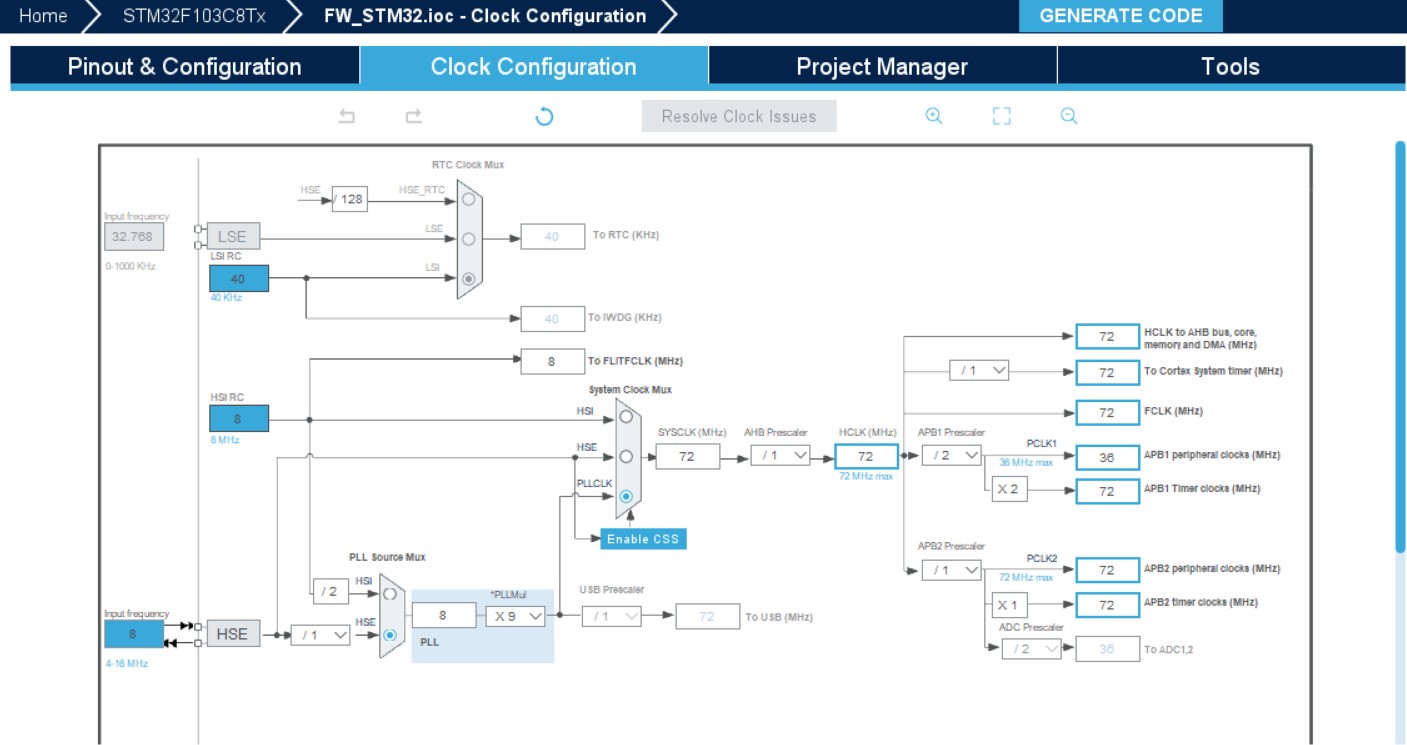 Home
STM32F103C8Tx
FW_STM32.ioc - Clock Configuration
GENERATE CODE
Pinout & Configuration
Clock Configuration
Project Manager
Tools
Resolve Clock Issues
RTC Clock Mux
HSE
/ 128
HSE_RTC
Input frequency
32.768
0-1000 KHz
LSE
LSE
40
To RTC (KHz)
LSI RC
40
40 KHz
LSI
40
To IWDG (KHz)
8
To FLITFCLK (MHz)
HSI RC
8
8 MHz
System Clock Mux
HSI
HSE
PLLCLK
Enable CSS
SYSCLK (MHz)
72
AHB Prescaler
/ 1
HCLK (MHz)
72
72 MHz max
72
HCLK to AHB bus, core,
memory and DMA (MHz)
/ 1
72
To Cortex System timer (MHz)
72
FCLK (MHz)
APB1 Prescaler
/ 2
PCLK1
36 MHz max
36
APB1 peripheral clocks (MHz)
X 2
72
APB1 Timer clocks (MHz)
APB2 Prescaler
/ 1
PCLK2
72 MHz max
72
APB2 peripheral clocks (MHz)
X 1
72
APB2 timer clocks (MHz)
ADC Prescaler
/ 2
36
To ADC1,2
PLL Source Mux
/ 2
HSI
HSE
Input frequency
8
4-16 MHz
HSE
/ 1
8
*PLLMul
X 9
PLL
USB Prescaler
/ 1
72
To USB (MHz)